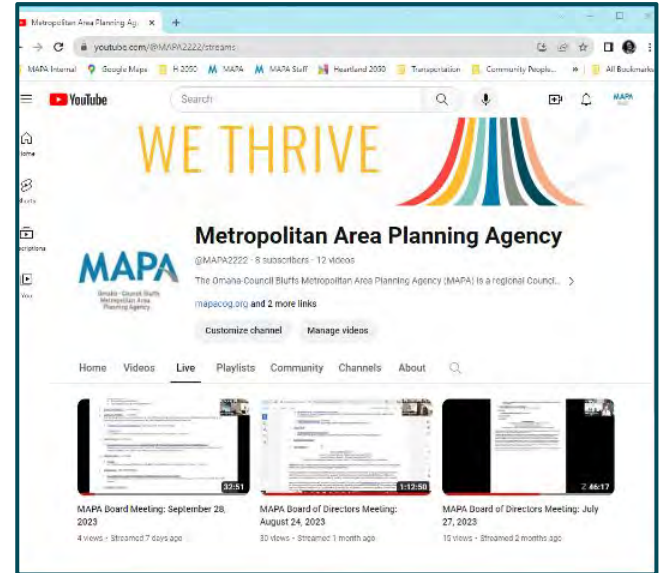 Metropolitan Area Planning Ag
youtube.com/@MAPA2222/streams
MAPA Internal Google Maps H-2050 MAPA MAPA Staff Heartland 2050 Transportation Community People... » All Bookmarks
YouTube
Search
MAPA
Home
WE THRIVE
Metropolitan Area Planning Agency
@MAPA2222 · 8 subscribers · 12 videos
MAPA
Omaha-Council Bluffs
Metropolitan Area
Planning Agency
The Omaha-Council Bluffs Metropolitan Area Planning Agency (MAPA) is a regional Counci...
mapacog.org and 2 more links
You
Customize channel
Manage videos
Home Videos Live Playlists Community Channels About
32:51
1:12:50
46:17
MAPA Board Meeting: September 28, 2023
MAPA Board of Directors Meeting: August 24, 2023
MAPA Board of Directors Meeting: July 27, 2023
4 views · Streamed 7 days ago
30 views · Streamed 1 month ago
15 views · Streamed 2 months ago